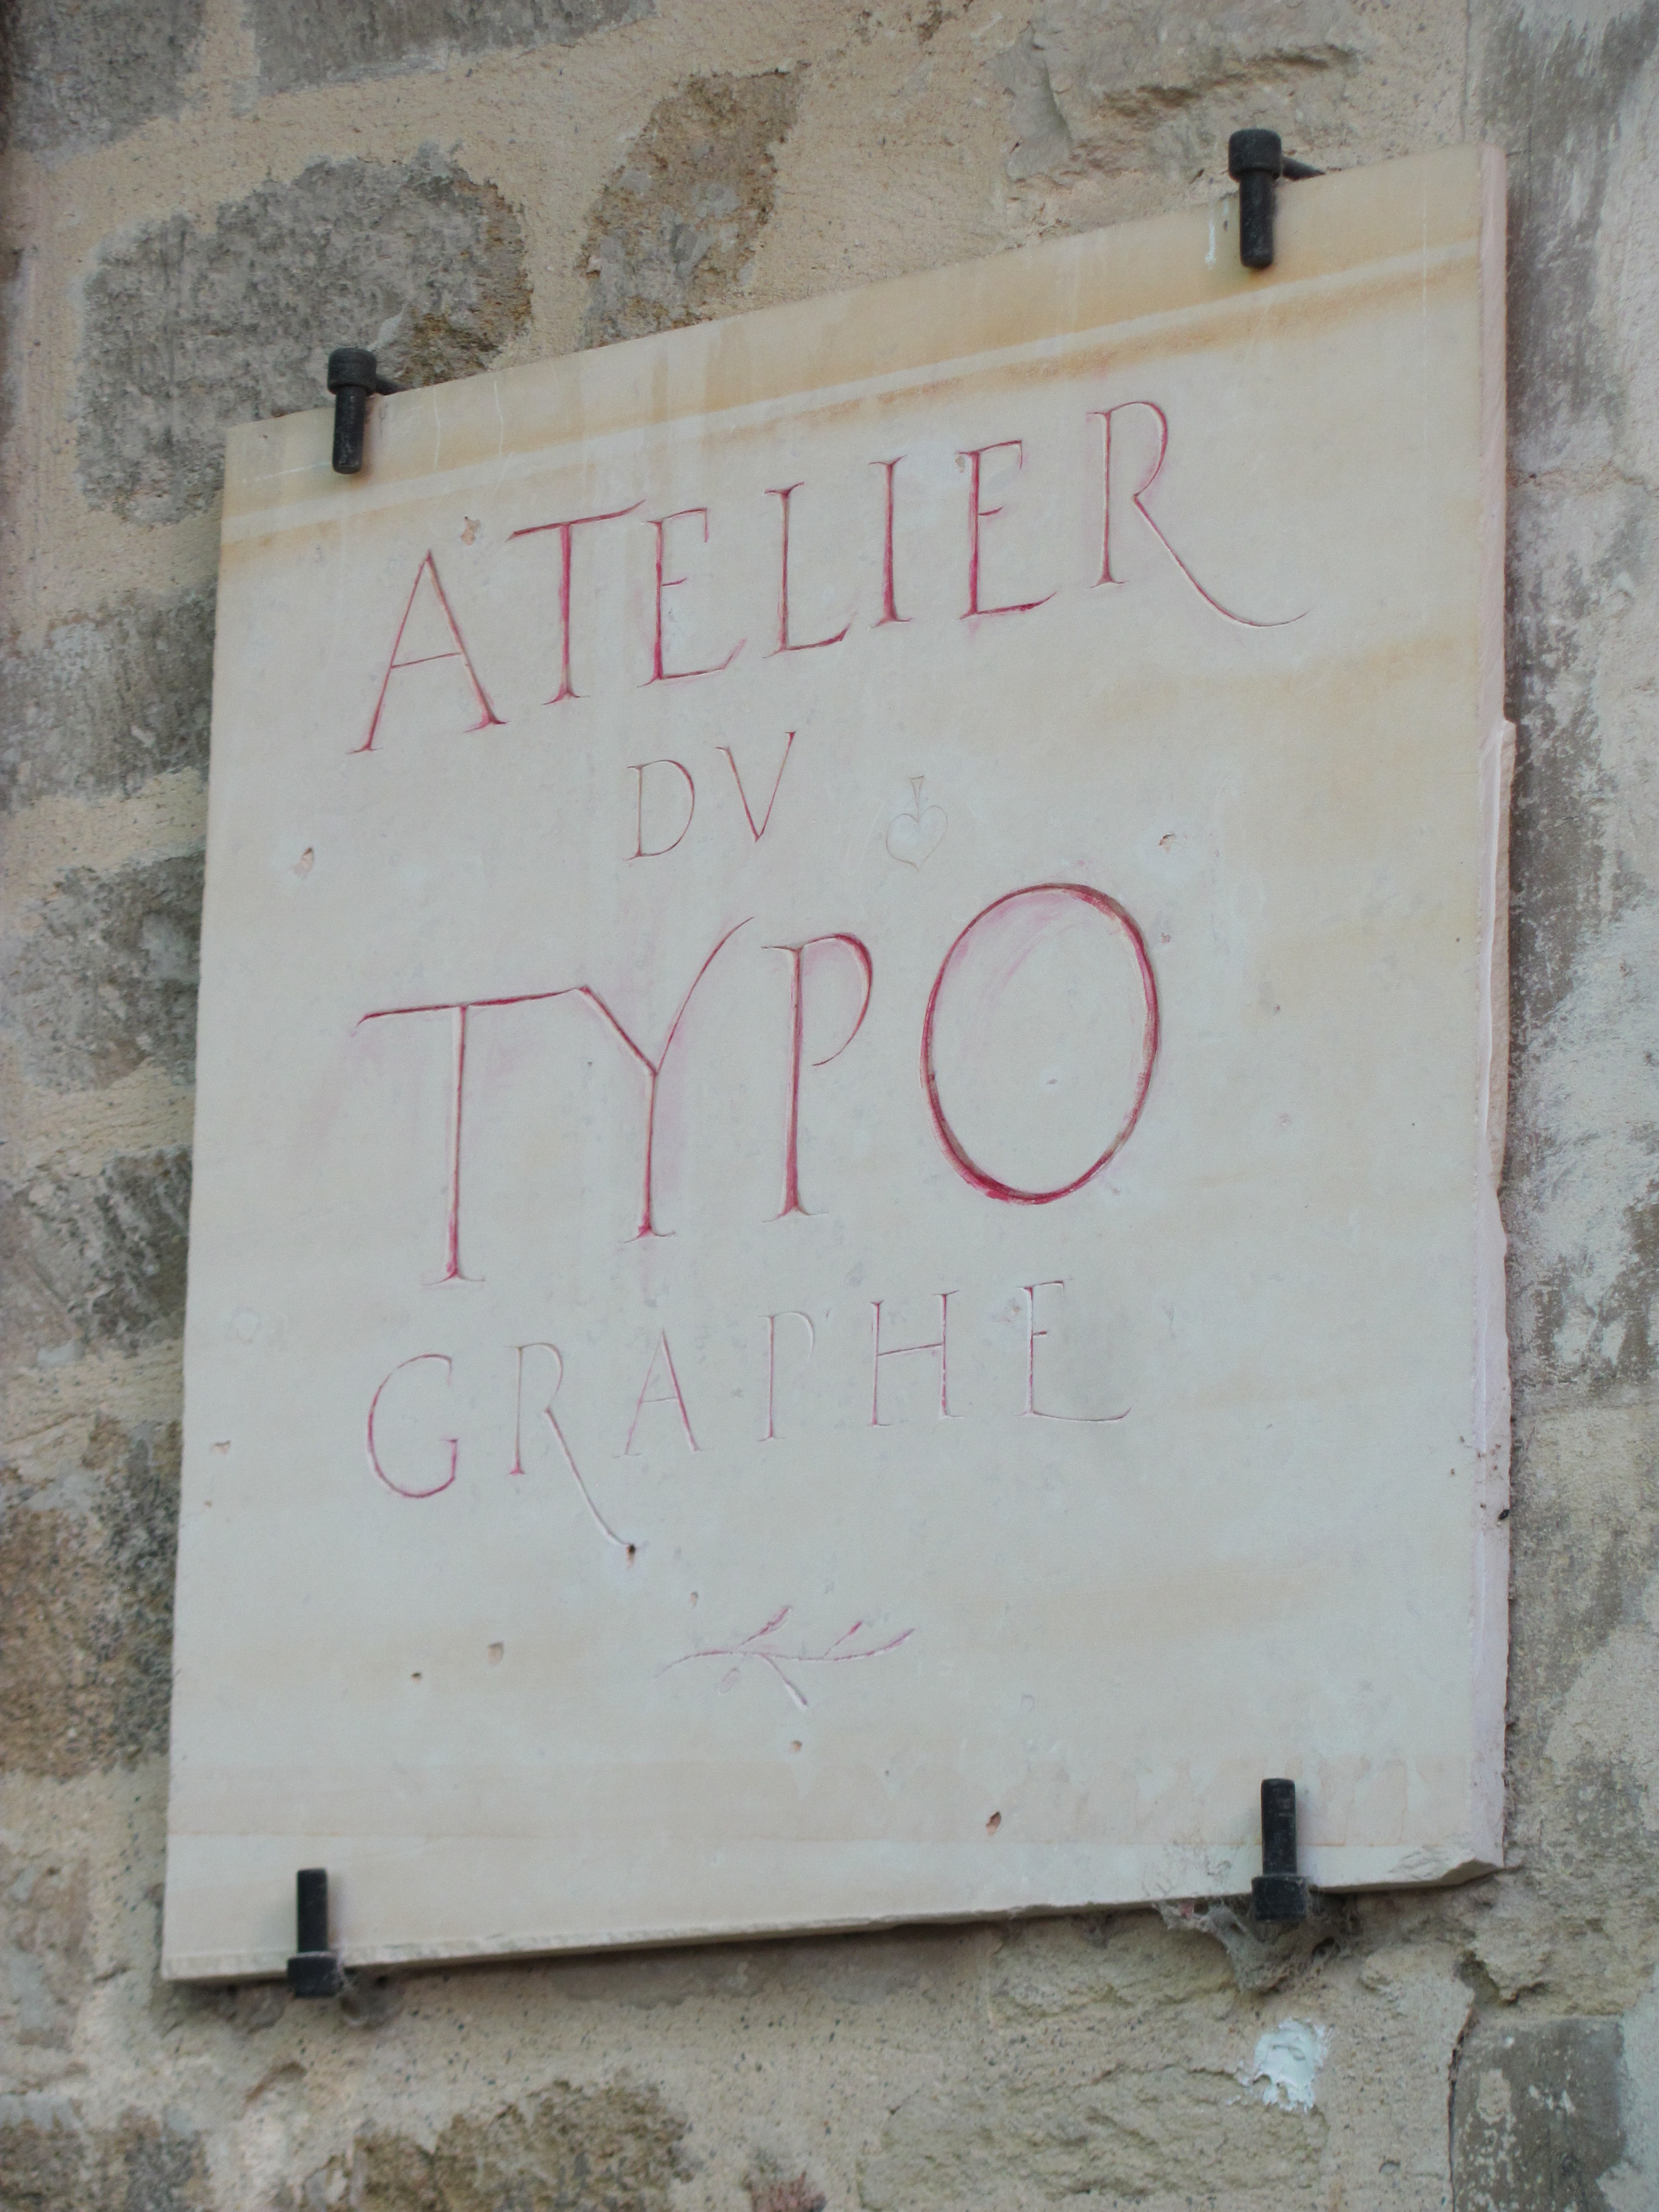 ATELIER
DV
TYPO
GRAPHE